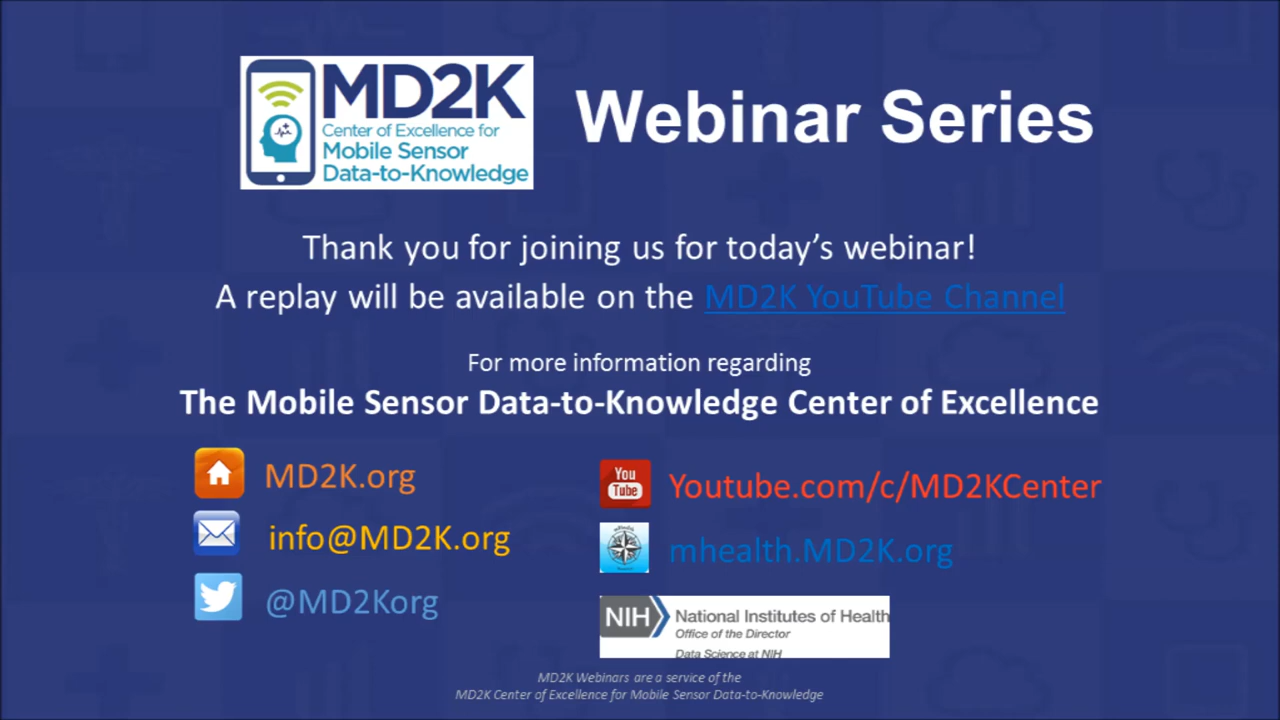 MD2K
Center of Excellence for
Mobile Sensor
Data-to-Knowledge
Webinar Series
Thank you for joining us for today's webinar!
A replay will be available on the MD2K YouTube Channel
For more information regarding
The Mobile Sensor Data-to-Knowledge Center of Excellence
MD2K.org
info@MD2K.org
@MD2Korg
You
Tube
Youtube.com/c/MD2KCenter
mhealth.MD2K.org
NIH
National Institutes of Health
Office of the Director
Data Science at NIH
MD2K Webinars are a service of the
MD2K Center of Excellence for Mobile Sensor Data-to-Knowledge